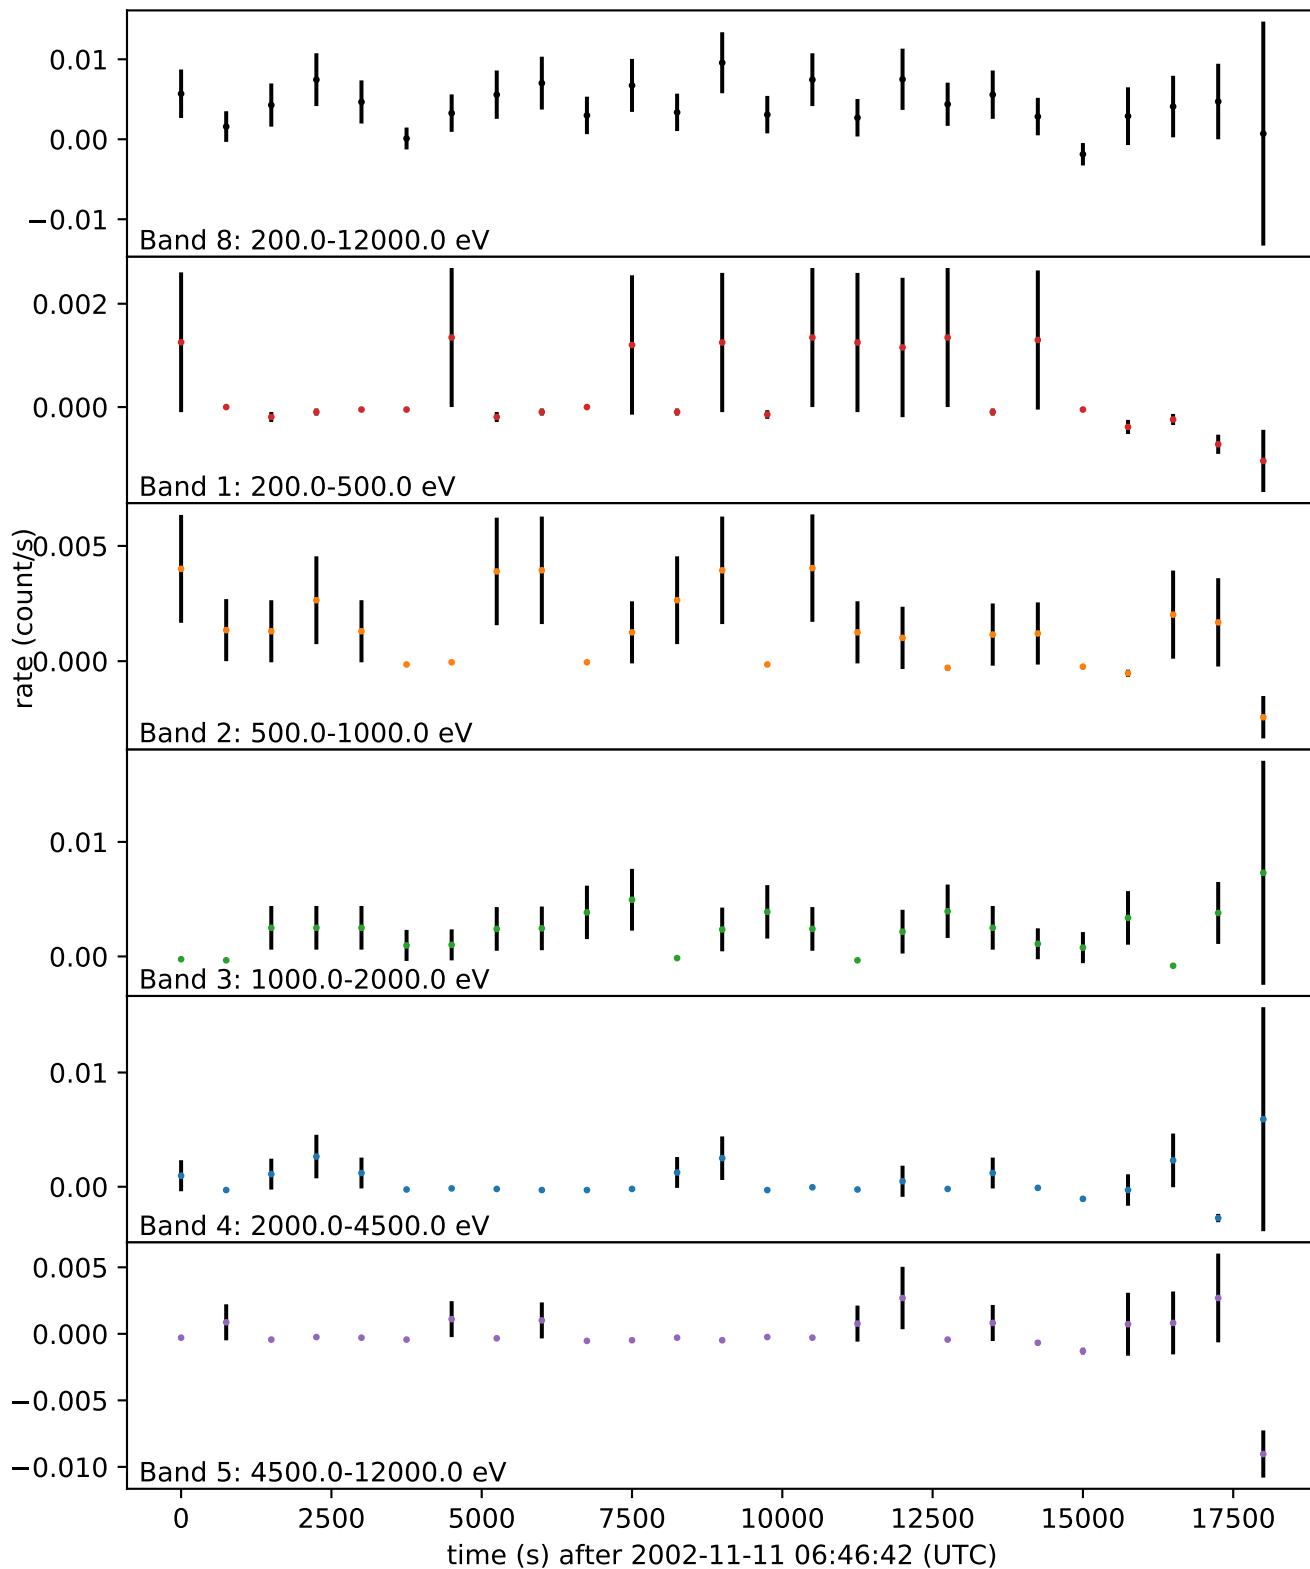 0.01
0.00
−0.01
Band 8: 200.0-12000.0 eV
0.002
0.000
Band 1: 200.0-500.0 eV
rate (count/s)
0.005
0.000
Band 2: 500.0-1000.0 eV
0.01
0.00
Band 3: 1000.0-2000.0 eV
0.01
0.00
Band 4: 2000.0-4500.0 eV
0.005
0.000
−0.005
−0.010
Band 5: 4500.0-12000.0 eV
0 2500 5000 7500 10000 12500 15000 17500
time (s) after 2002-11-11 06:46:42 (UTC)